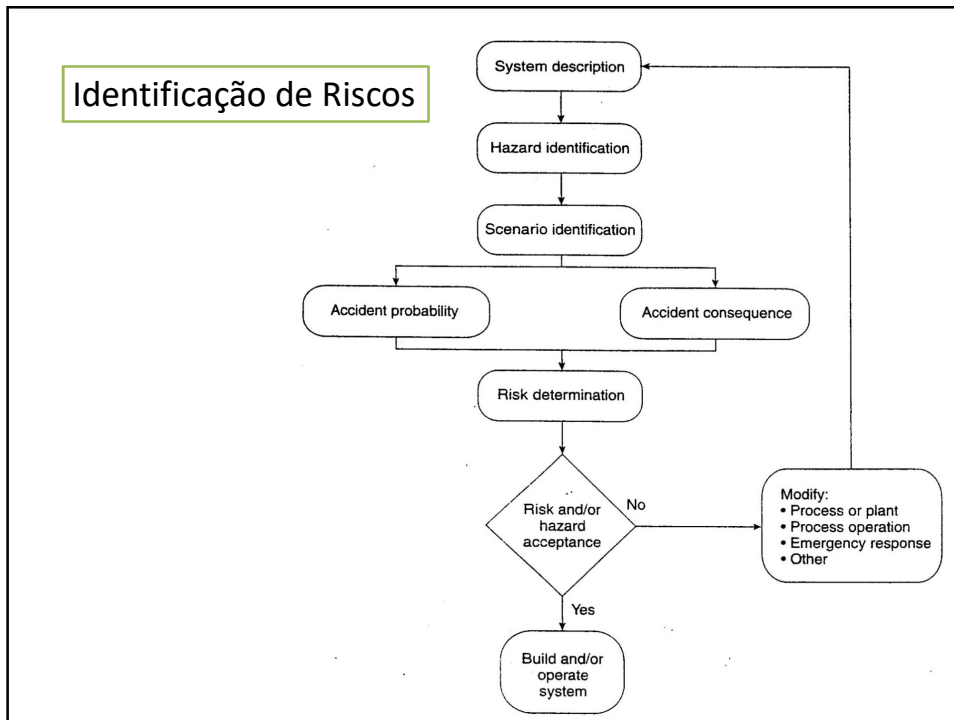 Identificação de Riscos
System description
Hazard identification
Scenario identification
Accident probability
Accident consequence
Risk determination
Risk and/or
hazard
acceptance
No
Modify:
• Process or plant
• Process operation
• Emergency response
• Other
Yes
Build and/or
operate
system